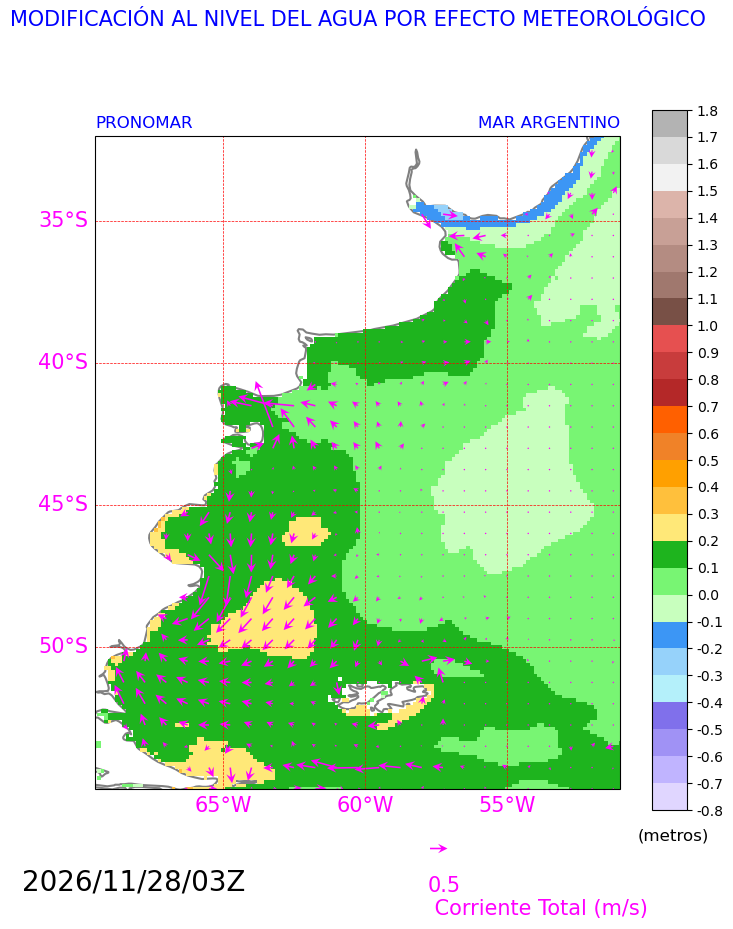 MODIFICACIÓN AL NIVEL DEL AGUA POR EFECTO METEOROLÓGICO
PRONOMAR MAR ARGENTINO
35°S
40°S
45°S
50°S
65°W 60°W 55°W
1.8
1.7
1.6
1.5
1.4
1.3
1.2
1.1
1.0
0.9
0.8
0.7
0.6
0.5
0.4
0.3
0.2
0.1
0.0
-0.1
-0.2
-0.3
-0.4
-0.5
-0.6
-0.7
-0.8
(metros)
2026/11/28/03Z
0.5
Corriente Total (m/s)